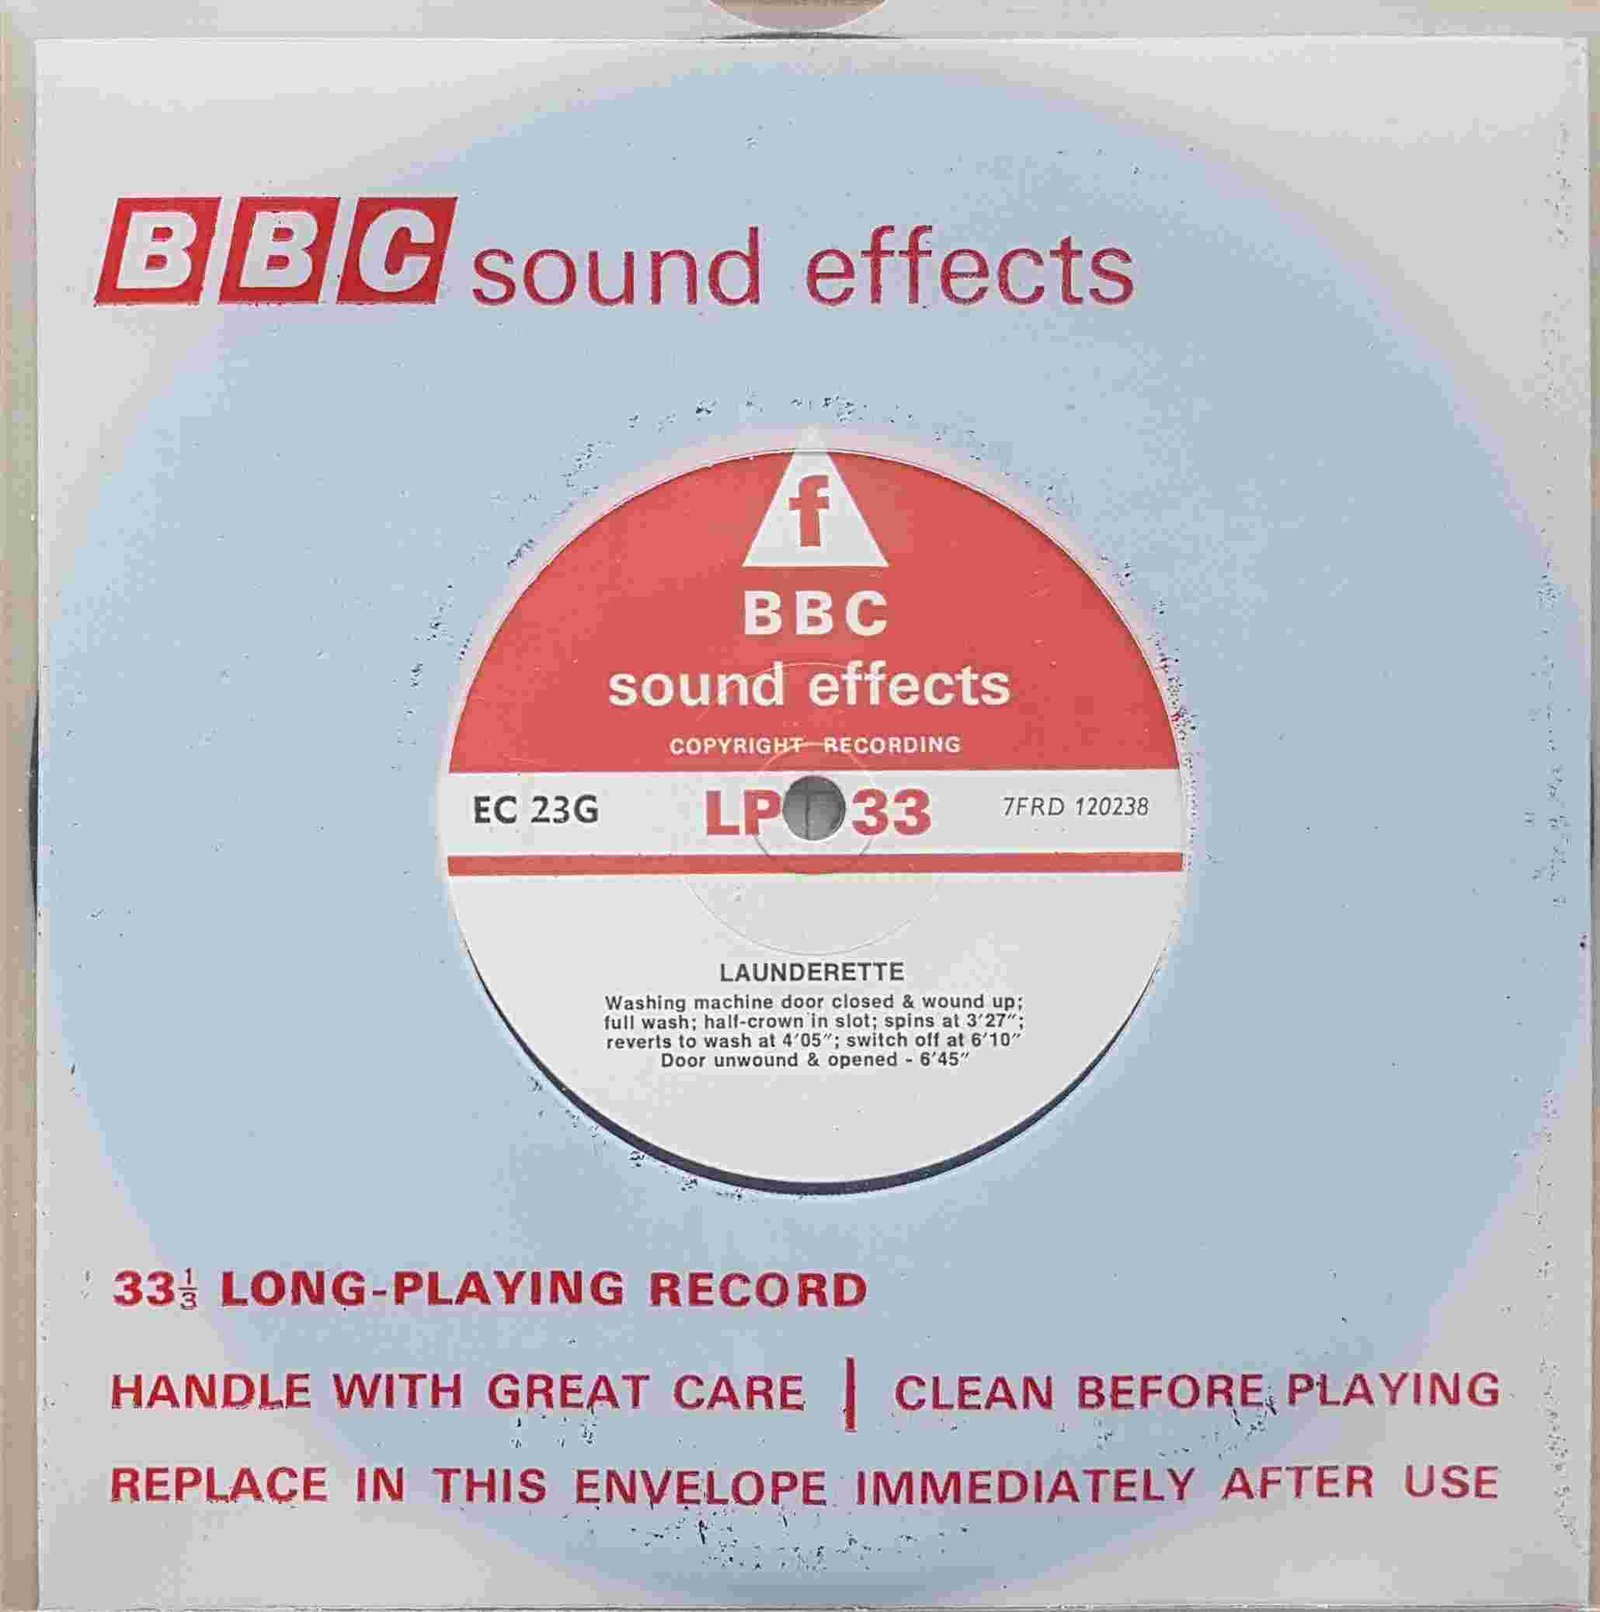 BBC sound effects
f
BBC
sound effects
COPYRIGHT RECORDING
EC 23G LP 33 7FRD 120238
LAUNDERETTE
Washing machine door closed & wound up;
full wash; half-crown in slot; spins at 3'27";
reverts to wash at 4'05"; switch off at 6'10"
Door unwound & opened - 6'45"
33⅓ LONG-PLAYING RECORD
HANDLE WITH GREAT CARE | CLEAN BEFORE PLAYING
REPLACE IN THIS ENVELOPE IMMEDIATELY AFTER USE